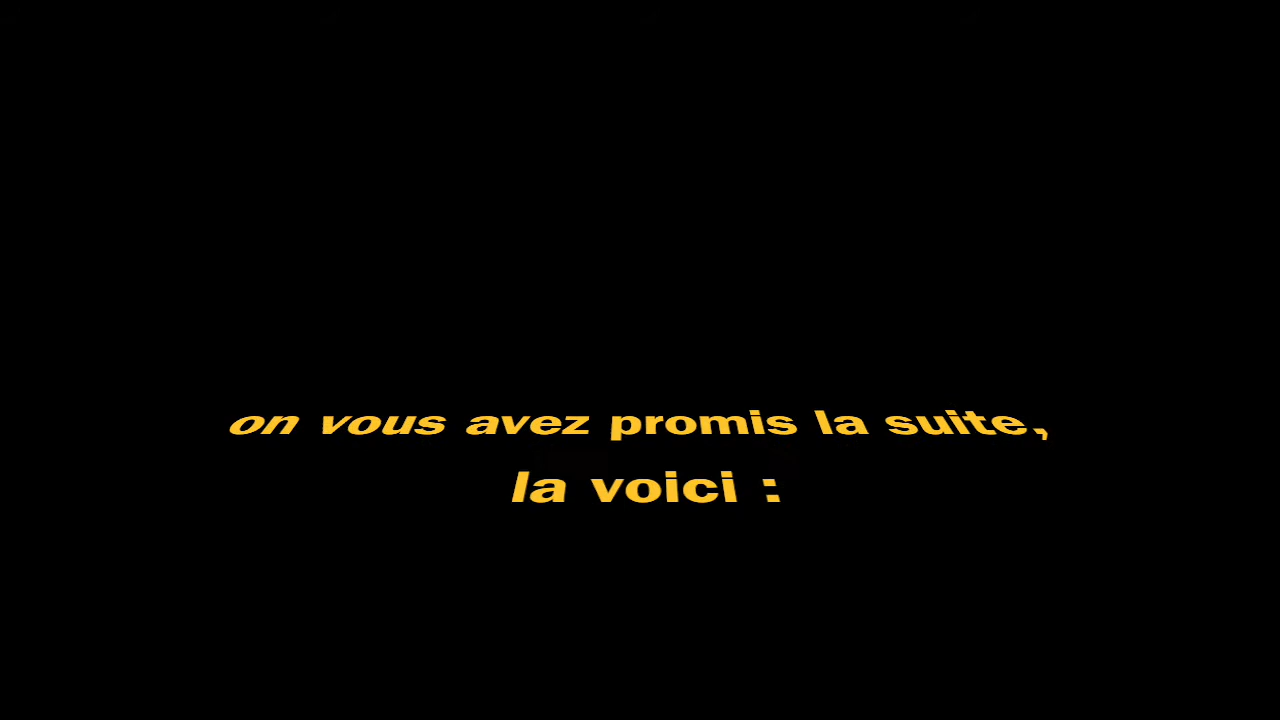 on vous avez promis la suite,
la voici :